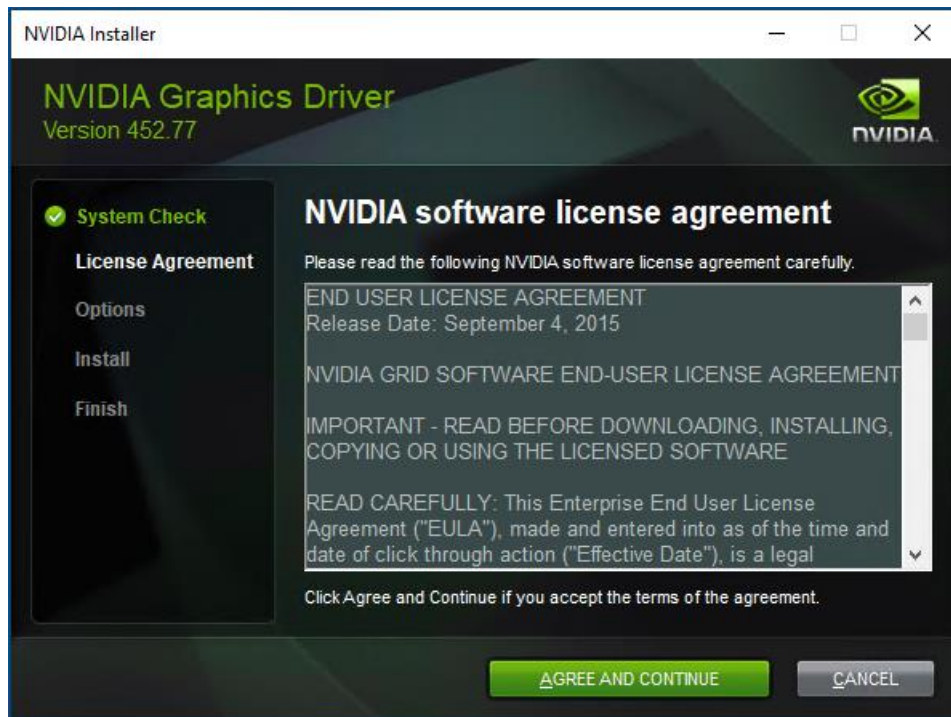 NVIDIA Installer
NVIDIA Graphics Driver
Version 452.77
NVIDIA.
System Check
License Agreement
Options
Install
Finish
NVIDIA software license agreement
Please read the following NVIDIA software license agreement carefully.
END USER LICENSE AGREEMENT
Release Date: September 4, 2015
NVIDIA GRID SOFTWARE END-USER LICENSE AGREEMENT
IMPORTANT - READ BEFORE DOWNLOADING, INSTALLING,
COPYING OR USING THE LICENSED SOFTWARE
READ CAREFULLY: This Enterprise End User License
Agreement ("EULA"), made and entered into as of the time and
date of click through action ("Effective Date"), is a legal
Click Agree and Continue if you accept the terms of the agreement.
AGREE AND CONTINUE
CANCEL